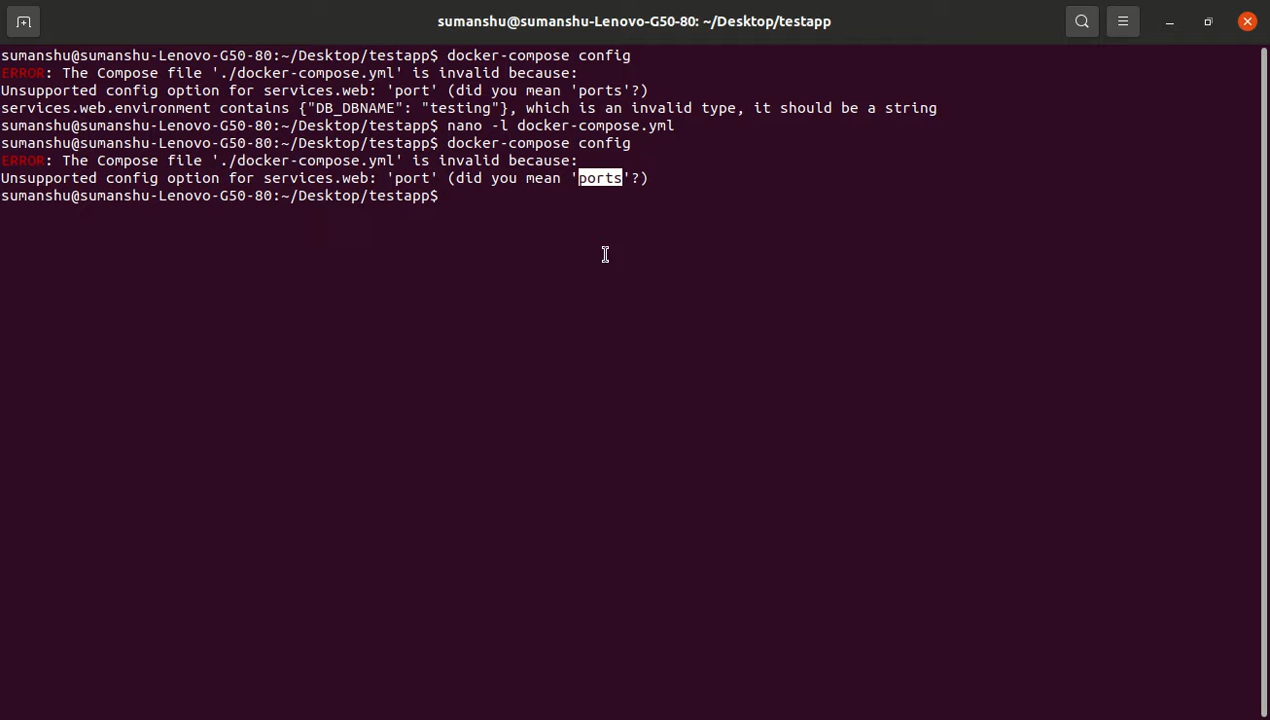 sumanshu@sumanshu-Lenovo-G50-80: ~/Desktop/testapp
sumanshu@sumanshu-Lenovo-G50-80:~/Desktop/testapp$ docker-compose config
ERROR: The Compose file './docker-compose.yml' is invalid because:
Unsupported config option for services.web: 'port' (did you mean 'ports'?)
services.web.environment contains {"DB_DBNAME": "testing"}, which is an invalid type, it should be a string
sumanshu@sumanshu-Lenovo-G50-80:~/Desktop/testapp$ nano -l docker-compose.yml
sumanshu@sumanshu-Lenovo-G50-80:~/Desktop/testapp$ docker-compose config
ERROR: The Compose file './docker-compose.yml' is invalid because:
Unsupported config option for services.web: 'port' (did you mean 'ports'?)
sumanshu@sumanshu-Lenovo-G50-80:~/Desktop/testapp$